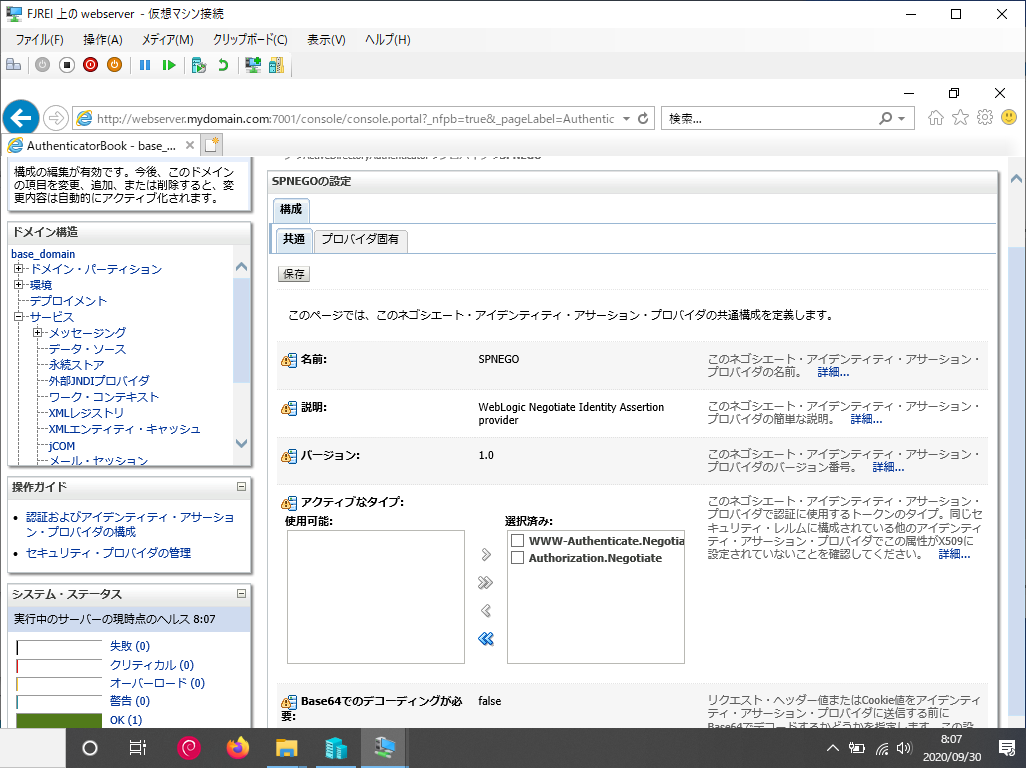 FJREI 上の webserver - 仮想マシン接続
ファイル(F) 操作(A) メディア(M) クリップボード(C) 表示(V) ヘルプ(H)
http://webserver.mydomain.com:7001/console/console.portal?_nfpb=true&_pageLabel=Authentic
検索...
AuthenticatorBook - base_...
構成の編集が有効です。今後、このドメイン
の項目を変更、追加、または削除すると、変
更内容は自動的にアクティブ化されます。
ドメイン構造
base_domain
ドメイン・パーティション
環境
デプロイメント
サービス
メッセージング
データ・ソース
永続ストア
外部JNDIプロバイダ
ワーク・コンテキスト
XMLレジストリ
XMLエンティティ・キャッシュ
jCOM
メール・セッション
操作ガイド
認証およびアイデンティティ・アサーショ
ン・プロバイダの構成
セキュリティ・プロバイダの管理
システム・ステータス
実行中のサーバーの現時点のヘルス 8:07
失敗 (0)
クリティカル (0)
オーバーロード (0)
警告 (0)
OK (1)
SPNEGOの設定
構成
共通 プロバイダ固有
保存
このページでは、このネゴシエート・アイデンティティ・アサーション・プロバイダの共通構成を定義します。
名前: SPNEGO
このネゴシエート・アイデンティティ・アサーション・
プロバイダの名前。 詳細...
説明: WebLogic Negotiate Identity Assertion
provider
このネゴシエート・アイデンティティ・アサーション・
プロバイダの簡単な説明。 詳細...
バージョン: 1.0
このネゴシエート・アイデンティティ・アサーション・
プロバイダのバージョン番号。 詳細...
アクティブなタイプ:
使用可能: 選択済み:
WWW-Authenticate.Negotia
Authorization.Negotiate
このネゴシエート・アイデンティティ・アサーション・
プロバイダで認証に使用するトークンのタイプ。同じセ
キュリティ・レルムに構成されている他のアイデンティ
ティ・アサーション・プロバイダでこの属性がX509に
設定されていないことを確認してください。 詳細...
Base64でのデコーディングが必
要:
false
リクエスト・ヘッダー値またはCookie値をアイデンティ
ティ・アサーション・プロバイダに送信する前に
Base64でデコードするかどうかを指定します。この設
8:07
2020/09/30